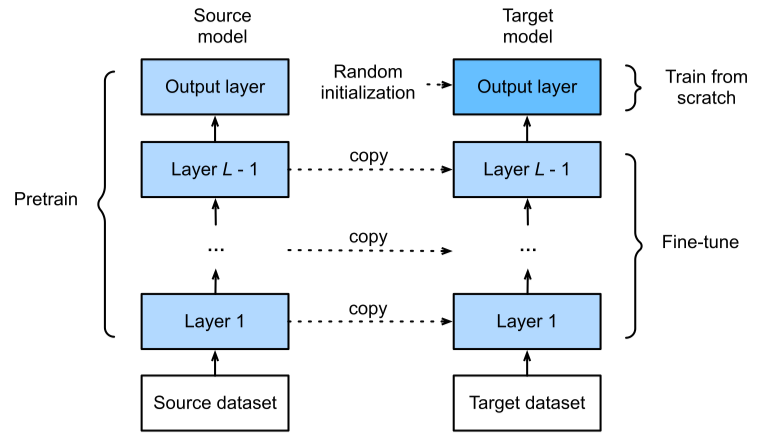 Source
model
Target
model
Output layer
Random
initialization
Output layer
Train from
scratch
Layer L - 1
copy
Layer L - 1
Pretrain
...
copy
...
Fine-tune
Layer 1
copy
Layer 1
Source dataset
Target dataset